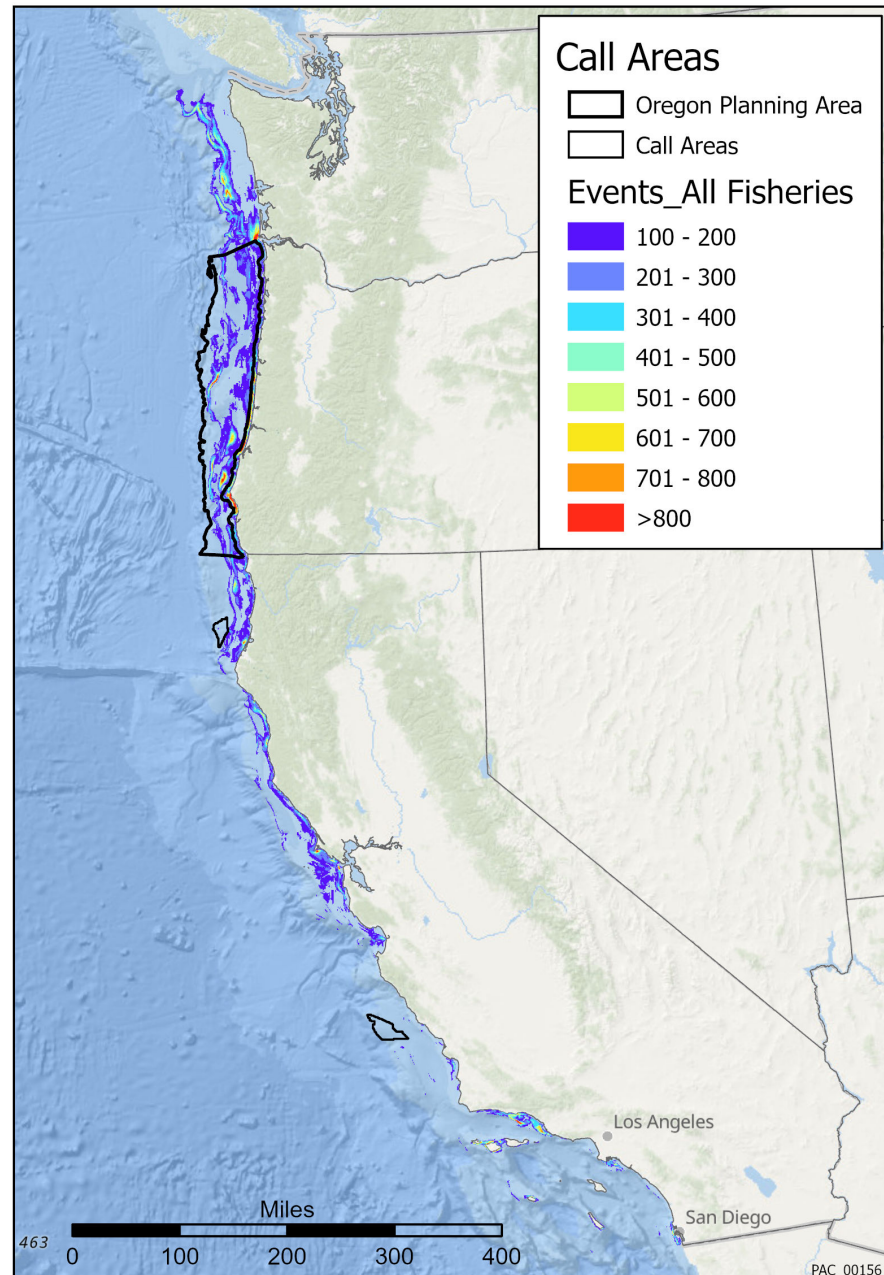 Call Areas
Oregon Planning Area
Call Areas
Events_All Fisheries
100 - 200
201 - 300
301 - 400
401 - 500
501 - 600
601 - 700
701 - 800
>800
Los Angeles
San Diego
Miles
463
0 100 200 300 400
PAC_00156